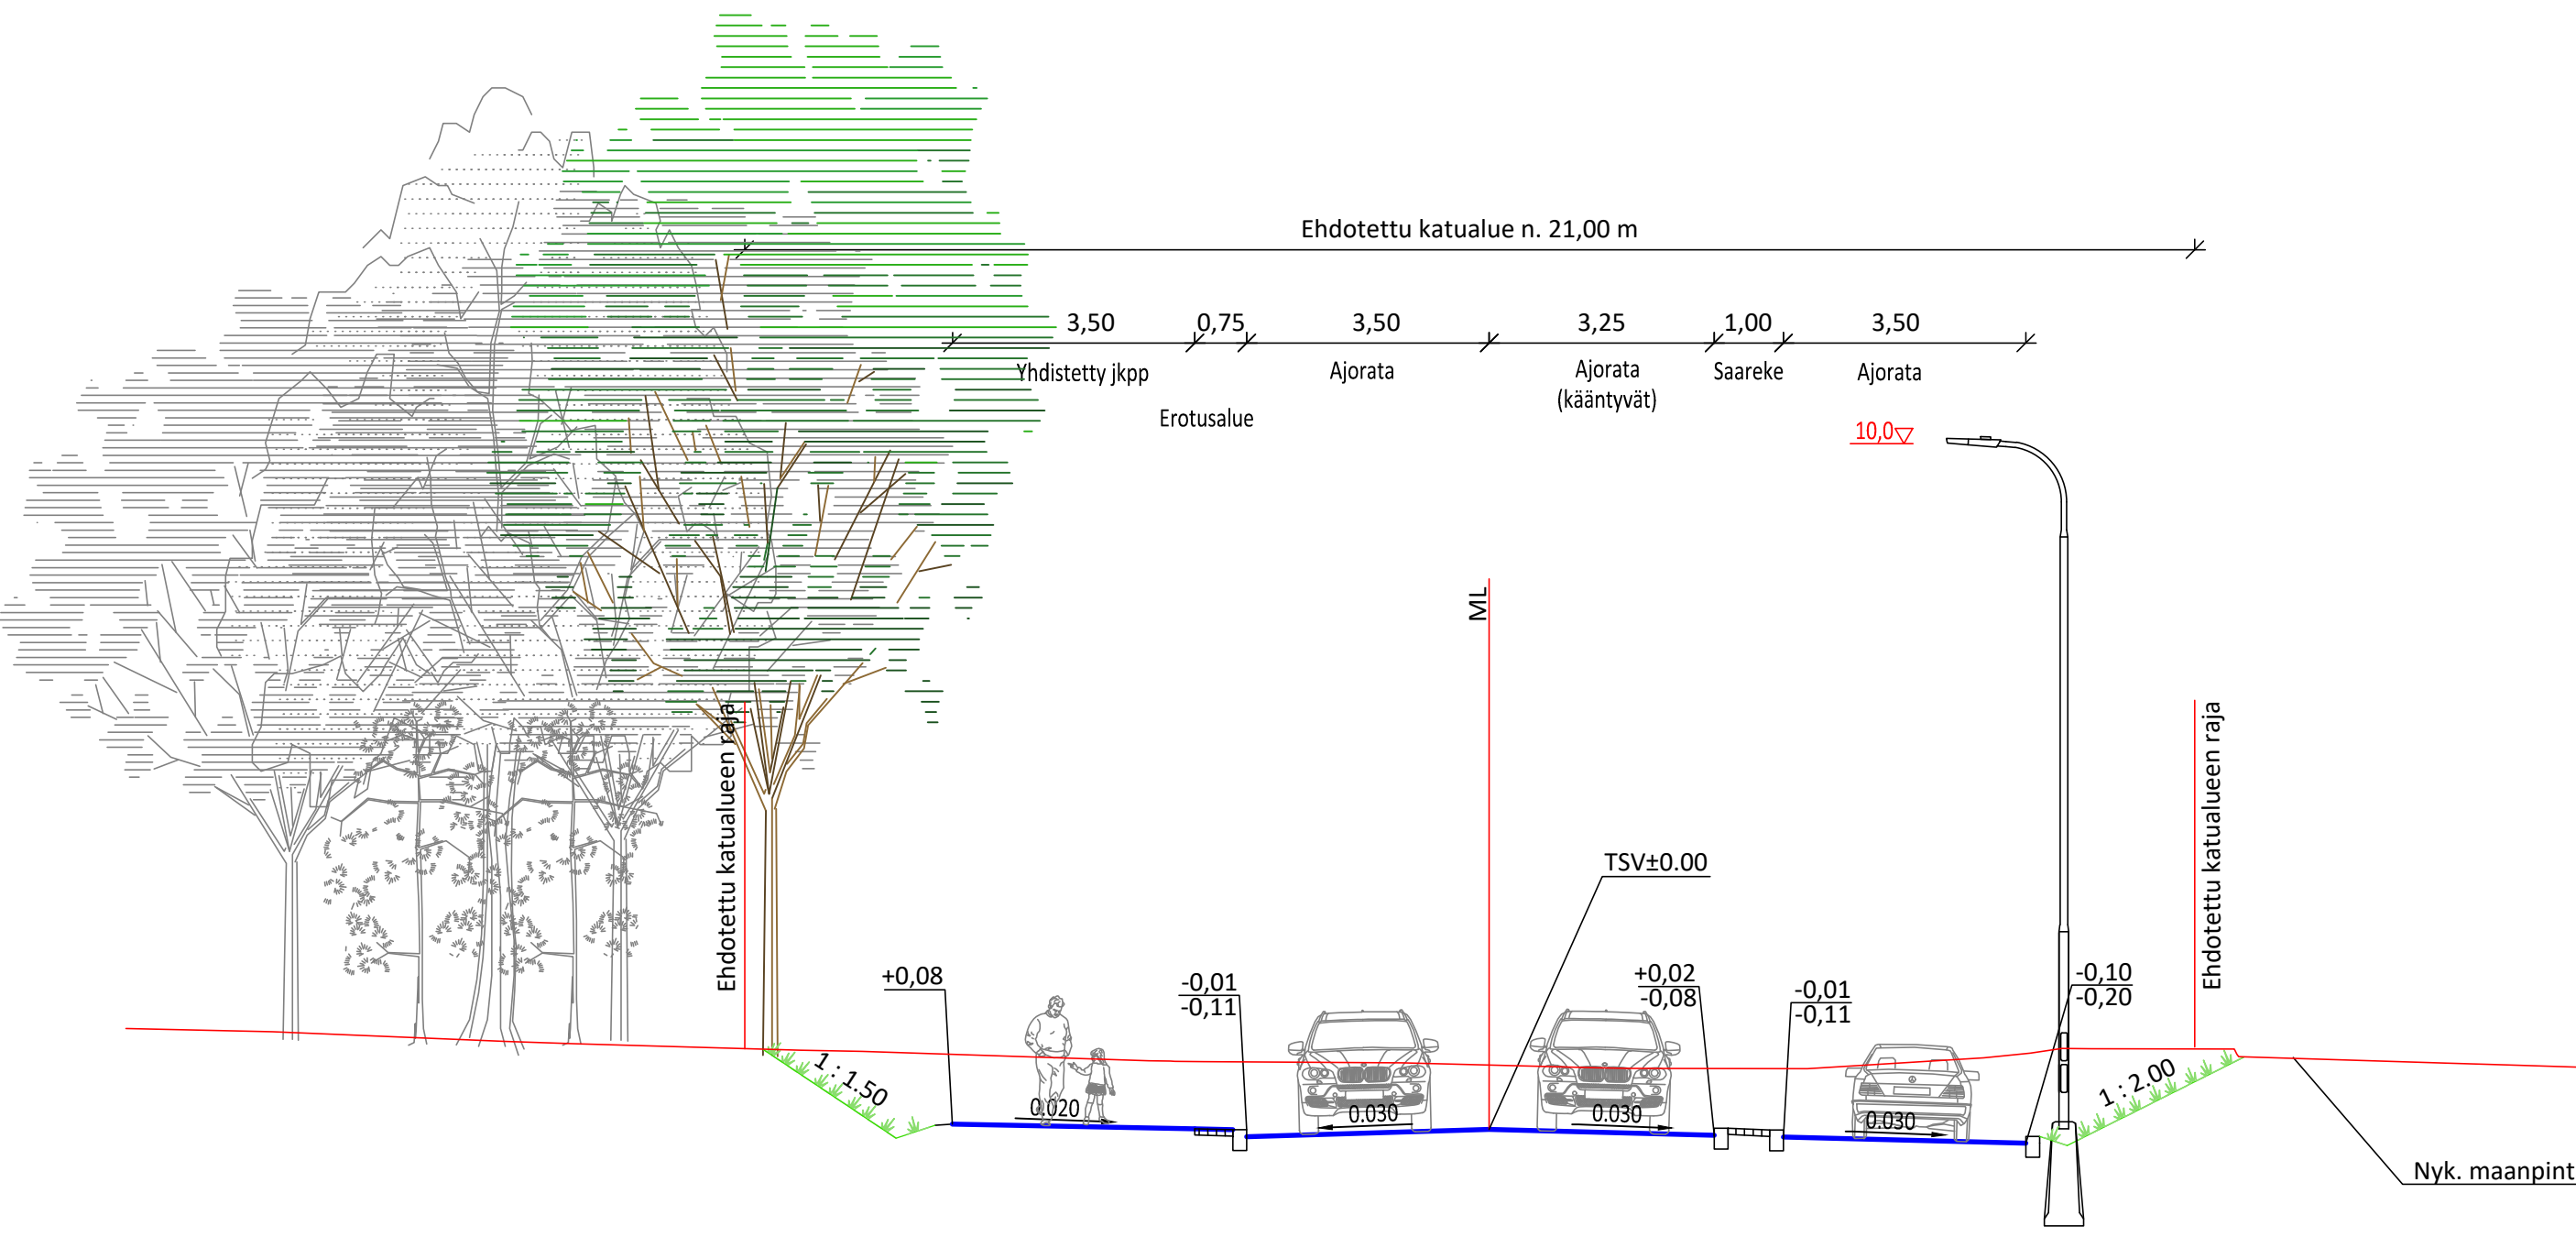 Ehdotettu katualue n. 21,00 m
3,50
0,75
3,50
3,25
1,00
3,50
Yhdistetty jkpp
Erotusalue
Ajorata
Ajorata
(kääntyvät)
Saareke
Ajorata
10,0
ML
Ehdotettu katualueen raja
Ehdotettu katualueen raja
TSV±0.00
+0,08
-0,01
-0,11
+0,02
-0,08
-0,01
-0,11
-0,10
-0,20
1 : 1.50
0.020
0.030
0.030
0.030
1 : 2.00
Nyk. maanpint